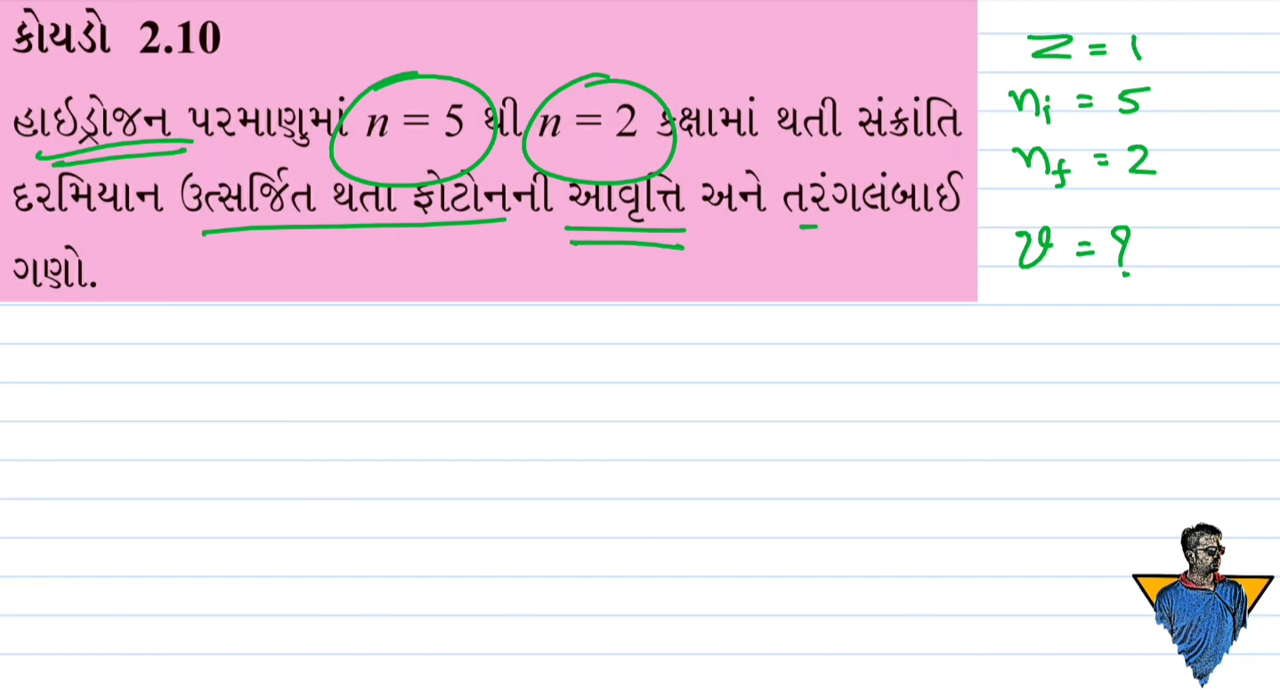 કોયડો 2.10
હાઇડ્રોજન પરમાણુમાં n = 5 થી n = 2 કક્ષામાં થતી સંક્રાંતિ
દરમિયાન ઉત્સર્જિત થતા ફોટોનની આવૃત્તિ અને તરંગલંબાઈ
ગણો.
Z = 1
ni = 5
nf = 2
ν = ?